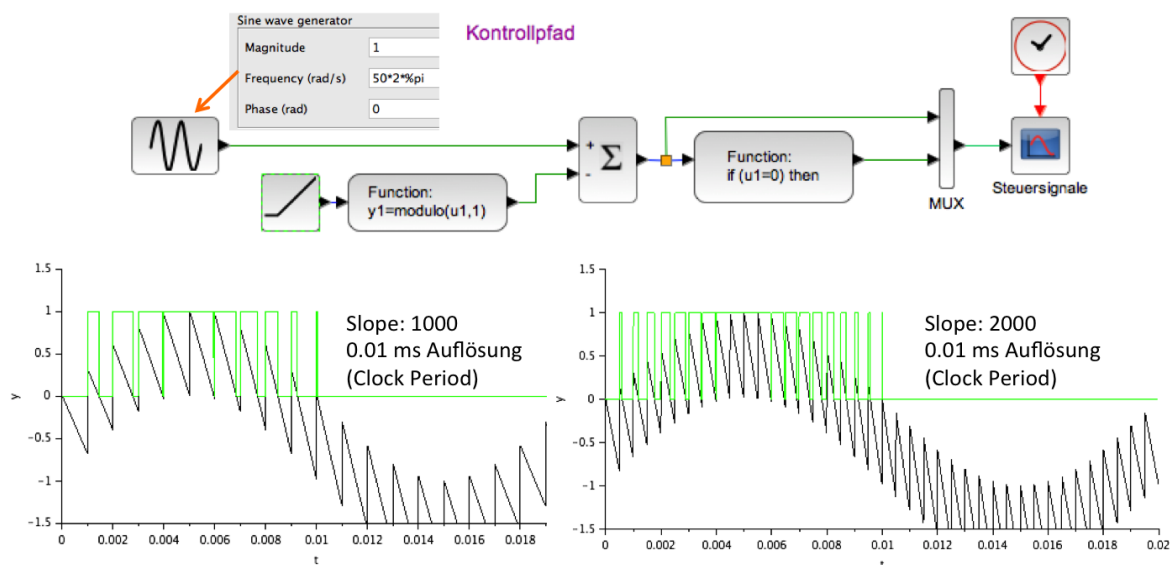 Sine wave generator
Magnitude 1
Frequency (rad/s) 50*2*%pi
Phase (rad) 0
Kontrollpfad
+
-
Σ
Function:
if (u1=0) then
Function:
y1=modulo(u1,1)
MUX
Steuersignale
1.5
1
0.5
0
-0.5
-1
-1.5
y
0 0.002 0.004 0.006 0.008 0.01 0.012 0.014 0.016 0.018
t
Slope: 1000
0.01 ms Auflösung
(Clock Period)
1.5
1
0.5
0
-0.5
-1
-1.5
y
0 0.002 0.004 0.006 0.008 0.01 0.012 0.014 0.016 0.018 0.02
Slope: 2000
0.01 ms Auflösung
(Clock Period)